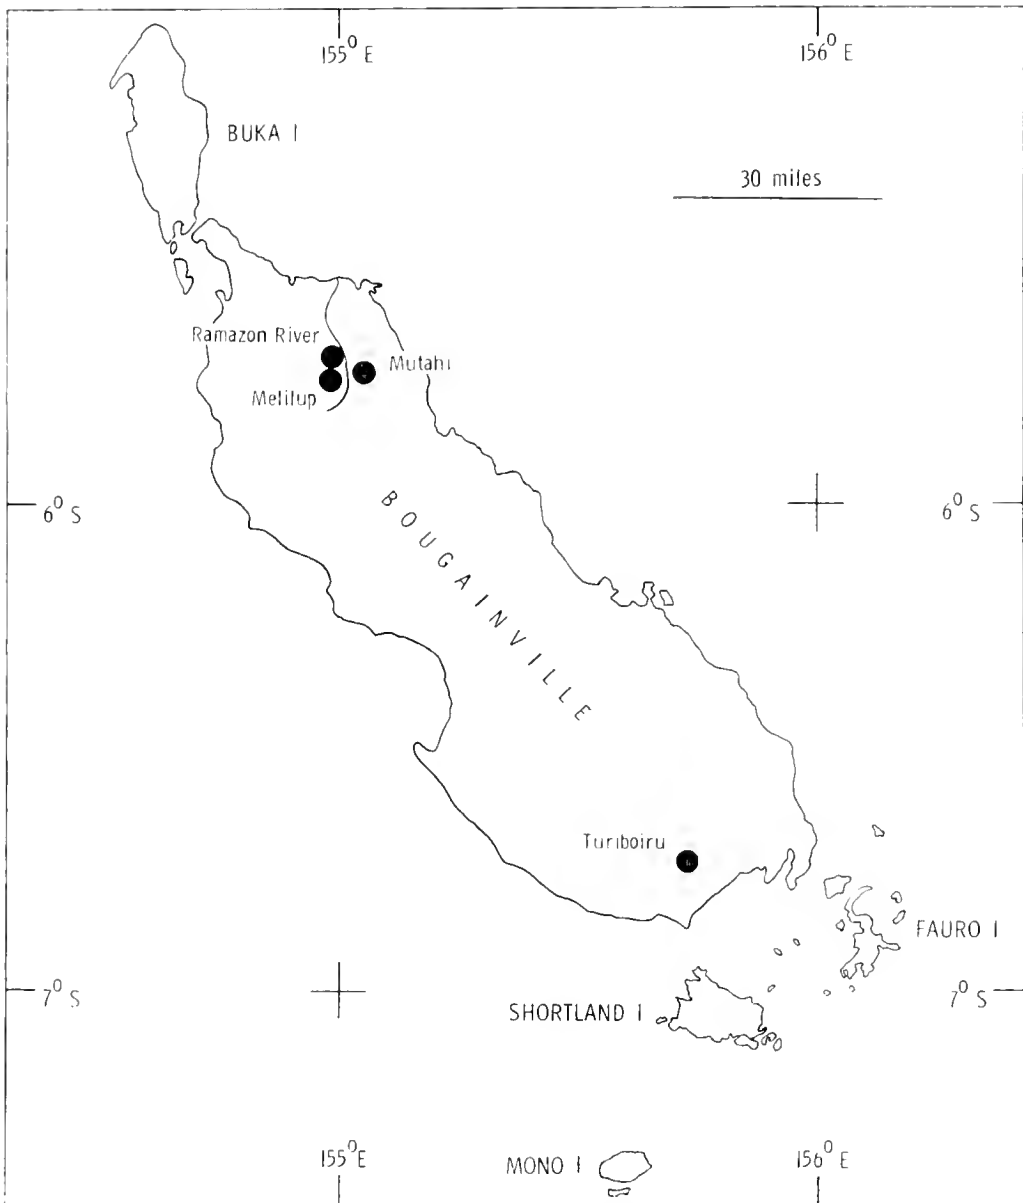 155° E
156° E
BUKA I
30 miles
Ramazon River
Mutahi
Melilup
6° S
6° S
BOUGAINVILLE
Turiboiru
FAURO I
7° S
7° S
SHORTLAND I
155° E
156° E
MONO I